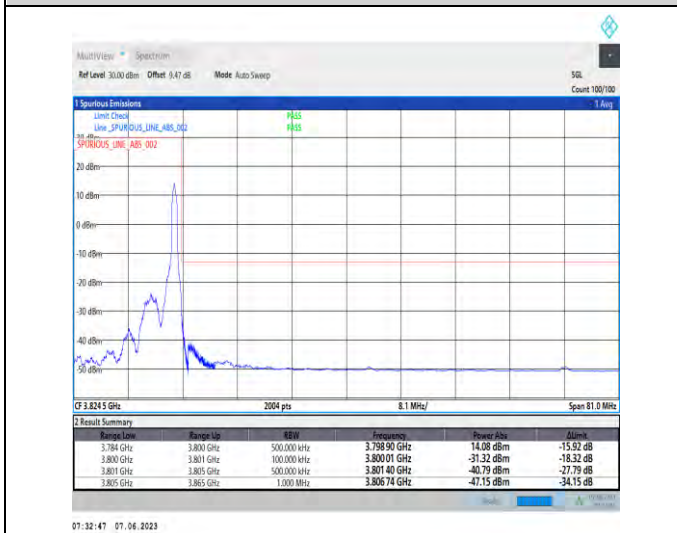 MultiView Spectrum
Ref Level 30.00 dBm Offset 9.47 dB Mode Auto Sweep SGL
Count 100/100
1 Spurious Emissions 1 Avg
Limit Check PASS
Line _SPURIOUS_LINE_ABS_002 PASS
SPURIOUS_LINE_ABS_002
20 dBm
10 dBm
0 dBm
-10 dBm
-20 dBm
-30 dBm
-40 dBm
-50 dBm
CF 3.824 5 GHz 2004 pts 8.1 MHz/ Span 81.0 MHz
2 Result Summary
Range Low Range Up RBW Frequency Power Abs ΔLimit
3.784 GHz 3.800 GHz 500.000 kHz 3.798 90 GHz 14.08 dBm -15.92 dB
3.800 GHz 3.801 GHz 100.000 kHz 3.800 01 GHz -31.32 dBm -18.32 dB
3.801 GHz 3.805 GHz 500.000 kHz 3.801 40 GHz -40.79 dBm -27.79 dB
3.805 GHz 3.865 GHz 1.000 MHz 3.806 74 GHz -47.15 dBm -34.15 dB
07:32:47 07.06.2023